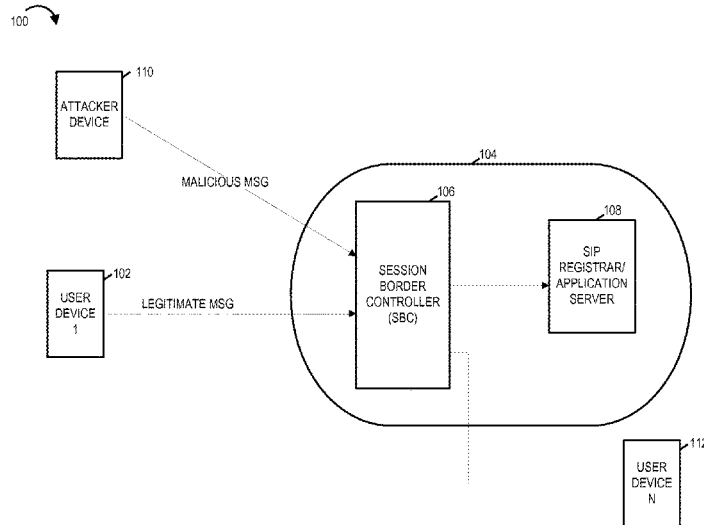 100
110
ATTACKER
DEVICE
MALICIOUS MSG
104
106
108
SESSION
BORDER
CONTROLLER
(SBC)
SIP
REGISTRAR/
APPLICATION
SERVER
102
USER
DEVICE
1
LEGITIMATE MSG
112
USER
DEVICE
N